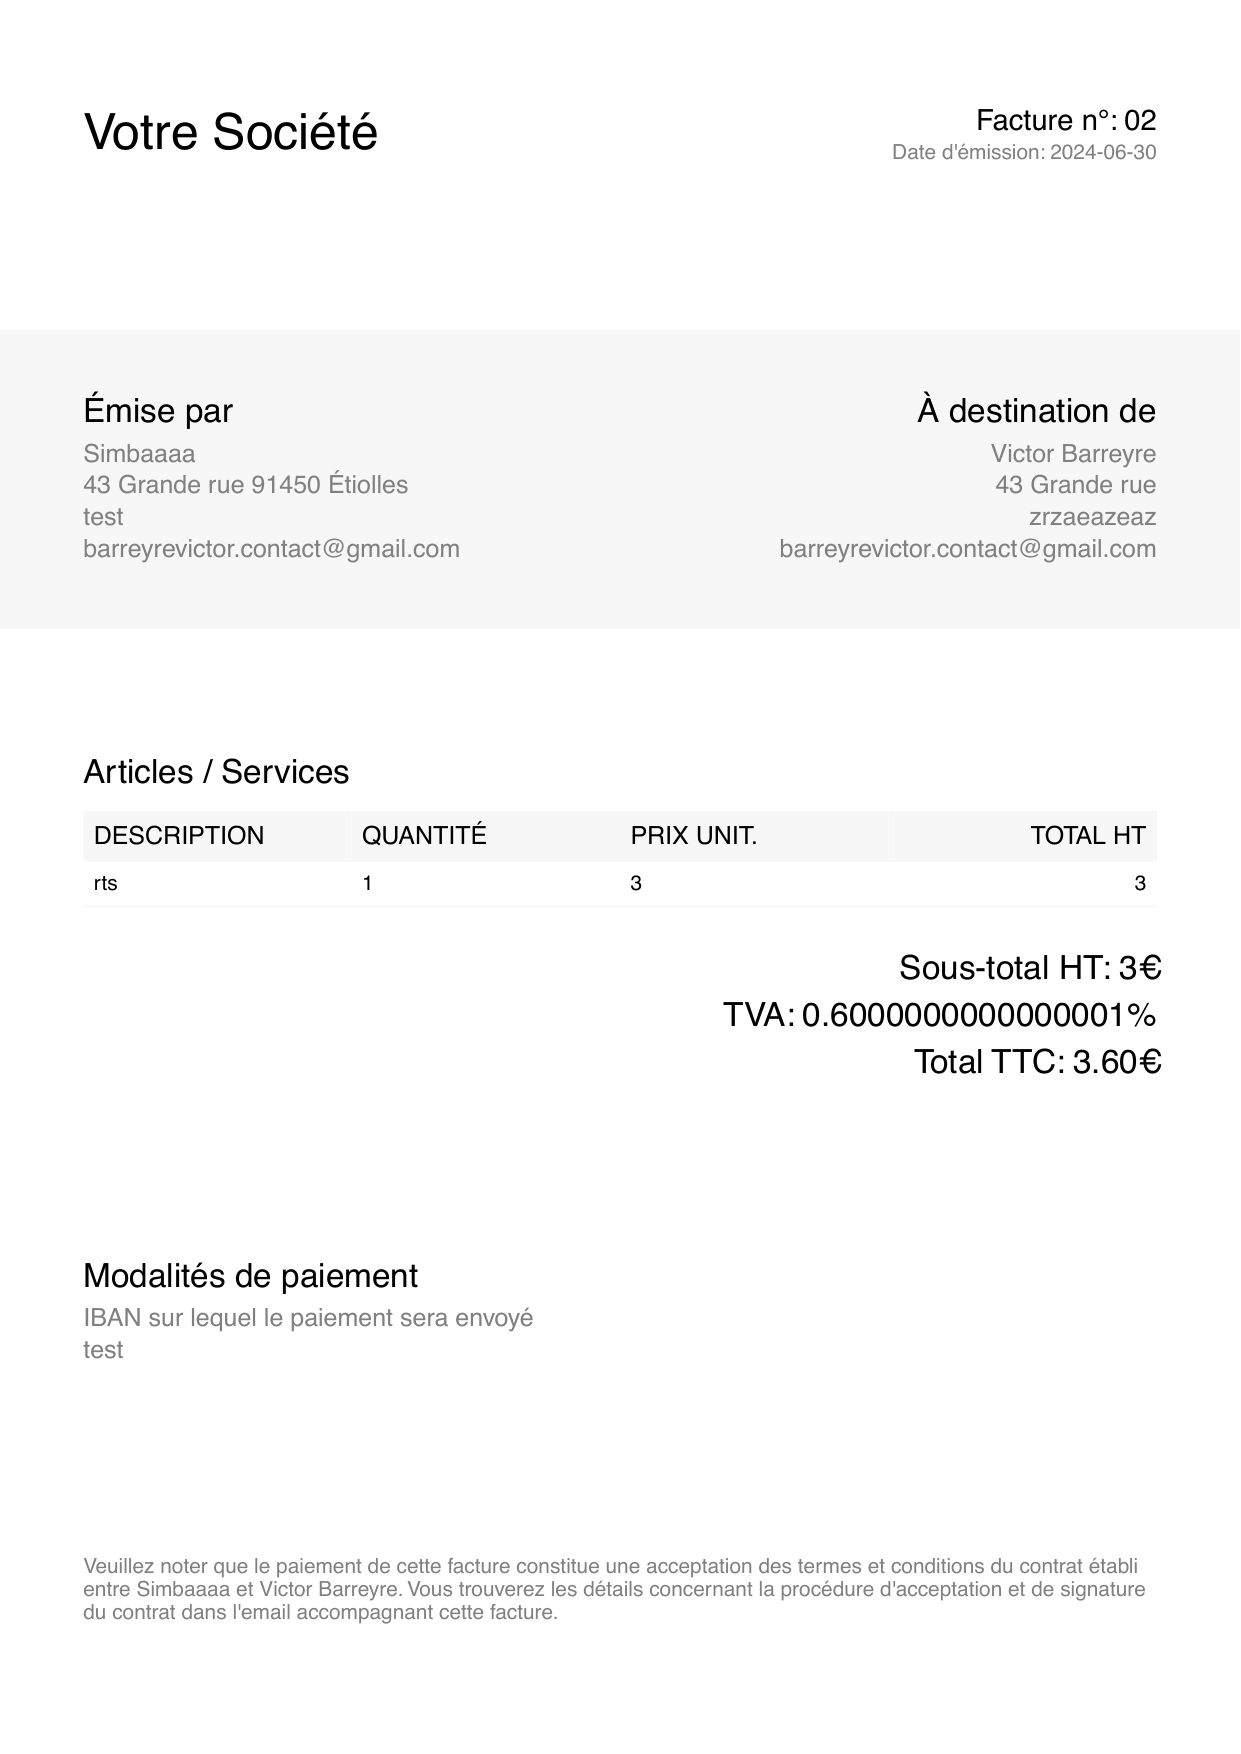 Votre Société
Facture n°: 02
Date d'émission: 2024-06-30
Émise par
Simbaaaa
43 Grande rue 91450 Étiolles
test
barreyrevictor.contact@gmail.com
À destination de
Victor Barreyre
43 Grande rue
zrzaeazeaz
barreyrevictor.contact@gmail.com
Articles / Services
DESCRIPTION QUANTITÉ PRIX UNIT. TOTAL HT
rts 1 3 3
Sous-total HT: 3€
TVA: 0.6000000000000001%
Total TTC: 3.60€
Modalités de paiement
IBAN sur lequel le paiement sera envoyé
test
Veuillez noter que le paiement de cette facture constitue une acceptation des termes et conditions du contrat établi
entre Simbaaaa et Victor Barreyre. Vous trouverez les détails concernant la procédure d'acceptation et de signature
du contrat dans l'email accompagnant cette facture.